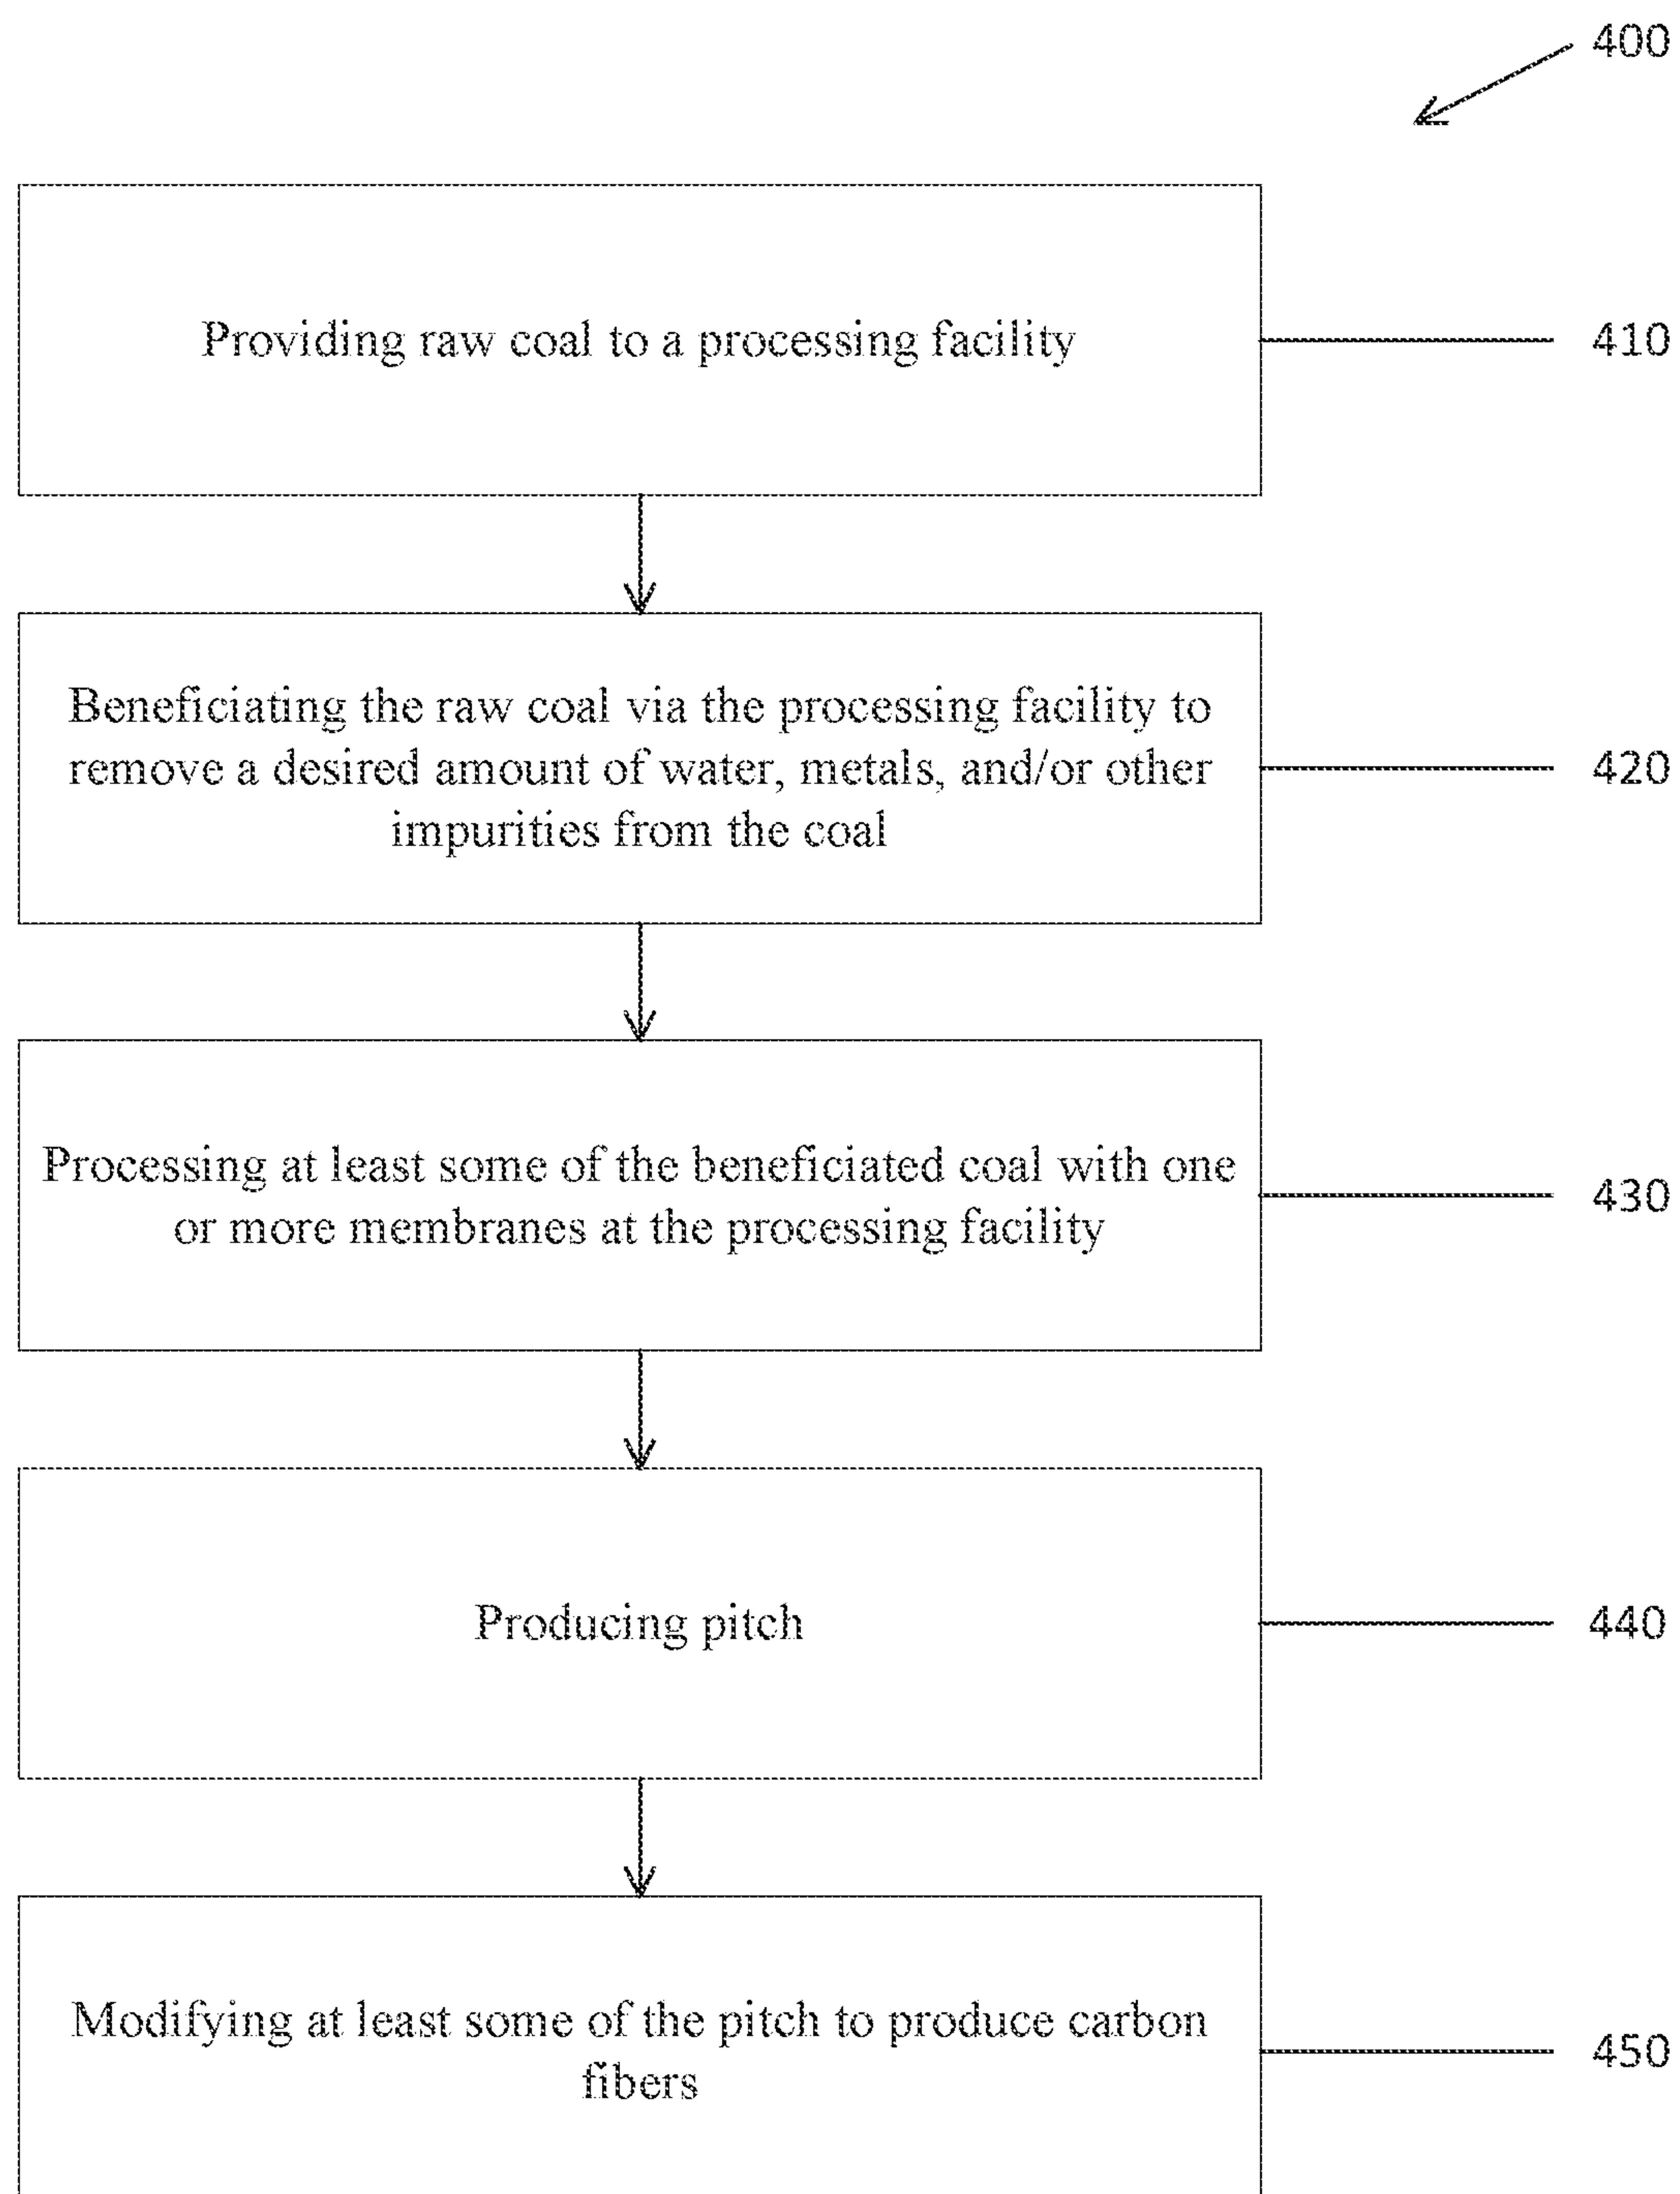 400
Providing raw coal to a processing facility
410
Beneficiating the raw coal via the processing facility to
remove a desired amount of water, metals, and/or other
impurities from the coal
420
Processing at least some of the beneficiated coal with one
or more membranes at the processing facility
430
Producing pitch
440
Modifying at least some of the pitch to produce carbon
fibers
450